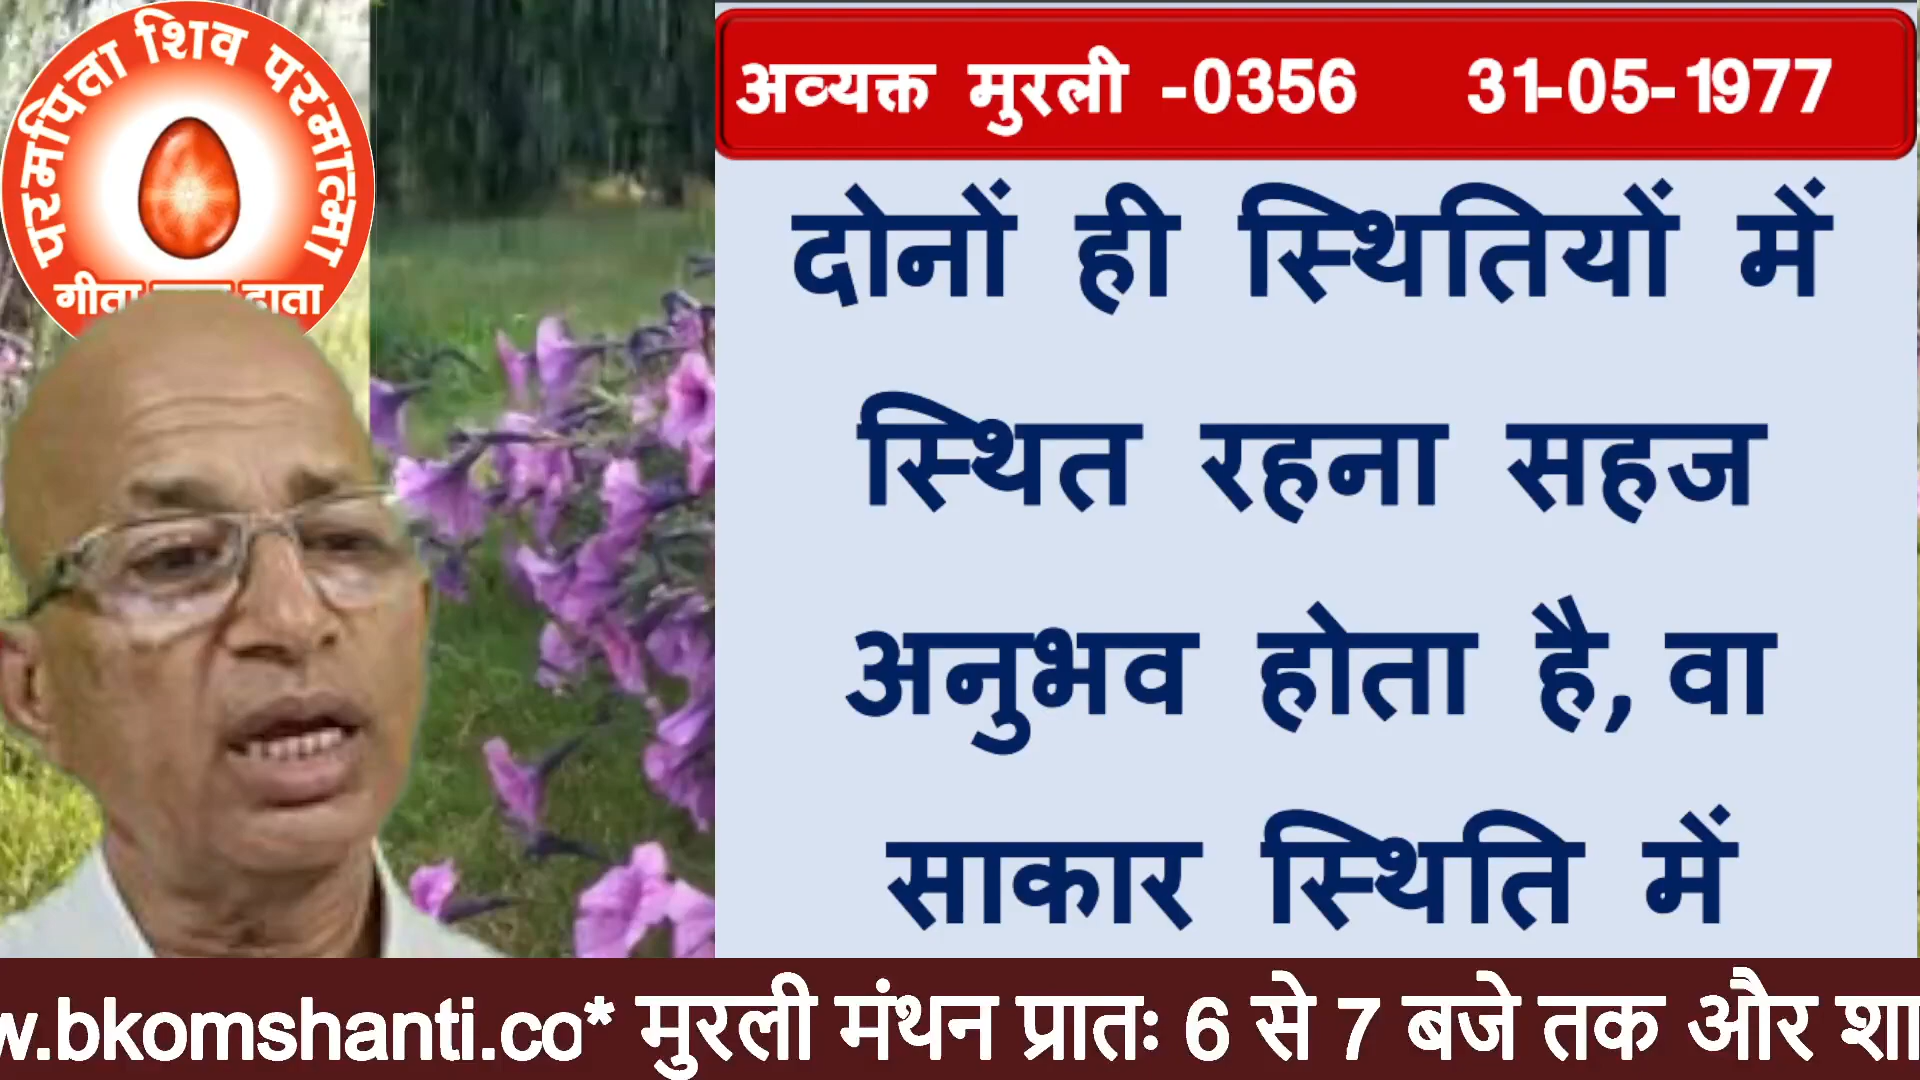 परमपिता शिव परमात्मा
गीता दाता
अव्यक्त मुरली -0356 31-05-1977
दोनों ही स्थितियों में
स्थित रहना सहज
अनुभव होता है, वा
साकार स्थिति में
w.bkomshanti.co* मुरली मंथन प्रातः 6 से 7 बजे तक और